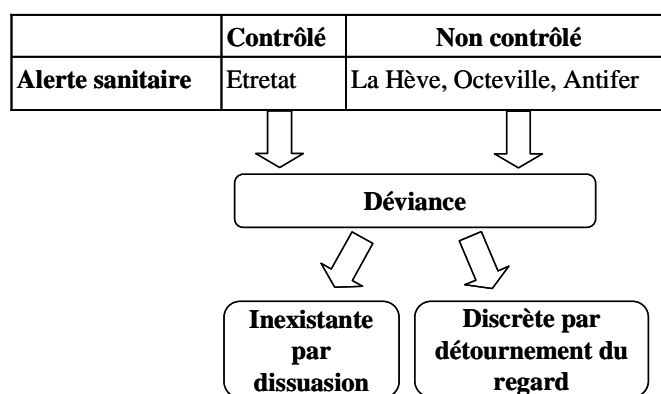 Contrôlé Non contrôlé
Alerte sanitaire Etretat La Hève, Octeville, Antifer
Déviance
Inexistante
par
dissuasion
Discrète par
détournement du
regard